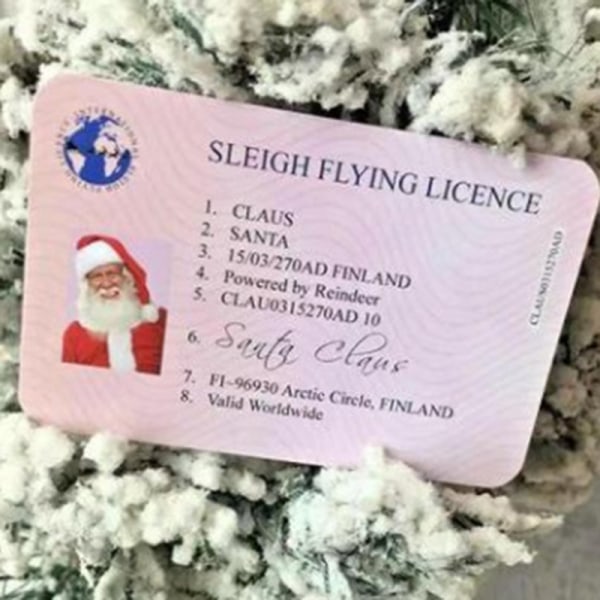 SLEIGH FLYING LICENCE
1. CLAUS
2. SANTA
3. 15/03/270AD FINLAND
4. Powered by Reindeer
5. CLAU0315270AD 10
6. Santa Claus
7. FI-96930 Arctic Circle, FINLAND
8. Valid Worldwide
CLAU0315270AD